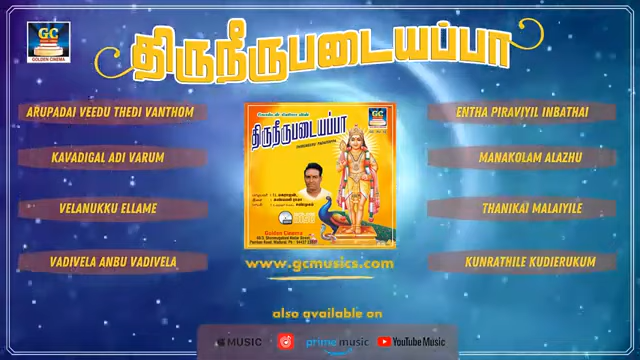 GC
GOLDEN CINEMA
திருநீருபடையப்பா
ARUPADAI VEEDU THEDI VANTHOM
KAVADIGAL ADI VARUM
VELANUKKU ELLAME
VADIVELA ANBU VADIVELA
திருநீருபடையப்பா
Golden Cinema
ENTHA PIRAVIYIL INBATHAI
MANAKOLAM ALAZHU
THANIKAI MALAIYILE
KUNRATHILE KUDIERUKUM
www.gcmusics.com
also available on
MUSIC
prime music
YouTube Music